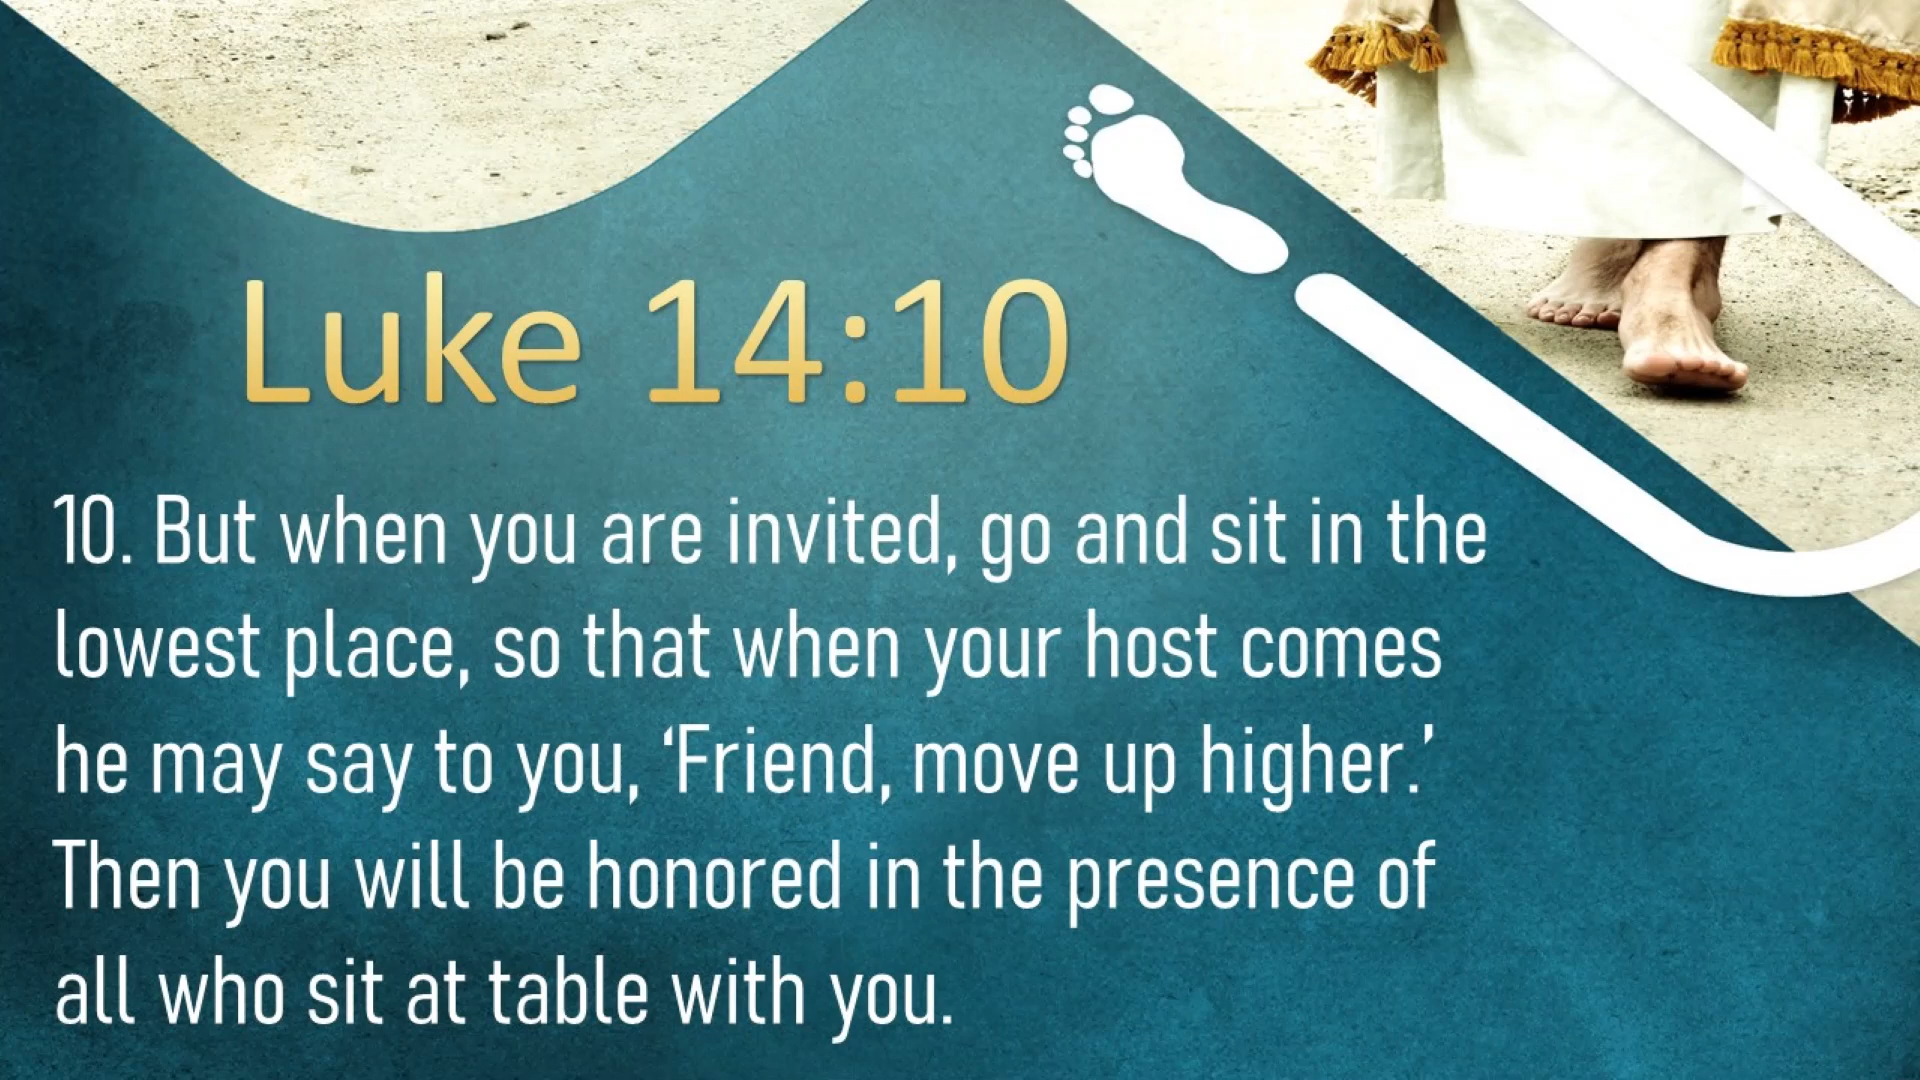 Luke 14:10
10. But when you are invited, go and sit in the
lowest place, so that when your host comes
he may say to you, ‘Friend, move up higher.’
Then you will be honored in the presence of
all who sit at table with you.